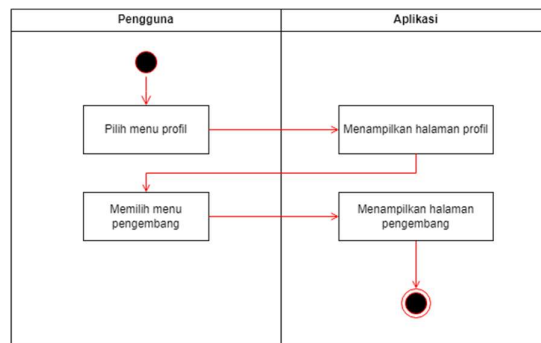 Pengguna
Aplikasi
Pilih menu profil
Menampilkan halaman profil
Memilih menu
pengembang
Menampilkan halaman
pengembang